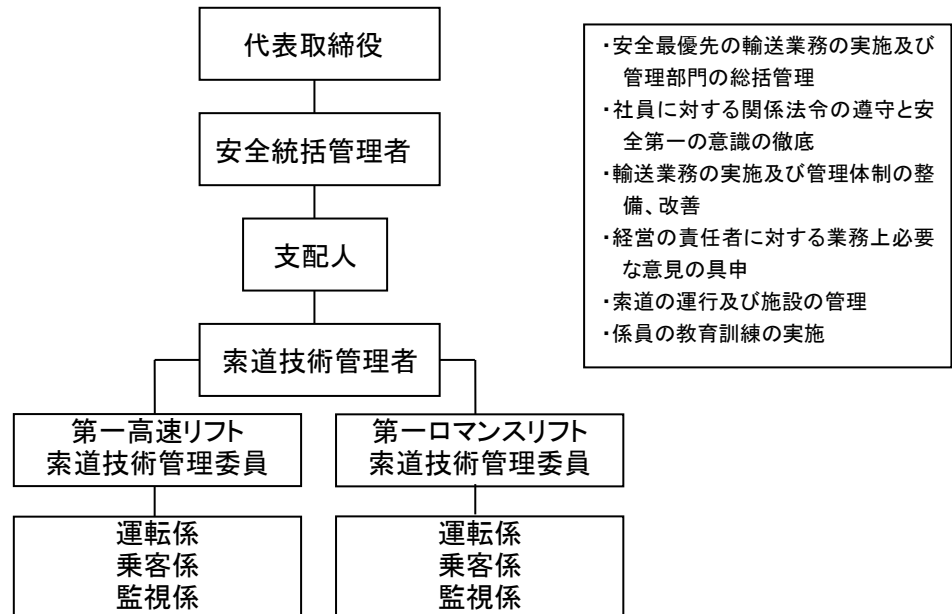 代表取締役
安全統括管理者
支配人
索道技術管理者
第一高速リフト
索道技術管理委員
運転係
乗客係
監視係
第一ロマンスリフト
索道技術管理委員
運転係
乗客係
監視係
・安全最優先の輸送業務の実施及び
管理部門の総括管理
・社員に対する関係法令の遵守と安
全第一の意識の徹底
・輸送業務の実施及び管理体制の整
備、改善
・経営の責任者に対する業務上必要
な意見の具申
・索道の運行及び施設の管理
・係員の教育訓練の実施